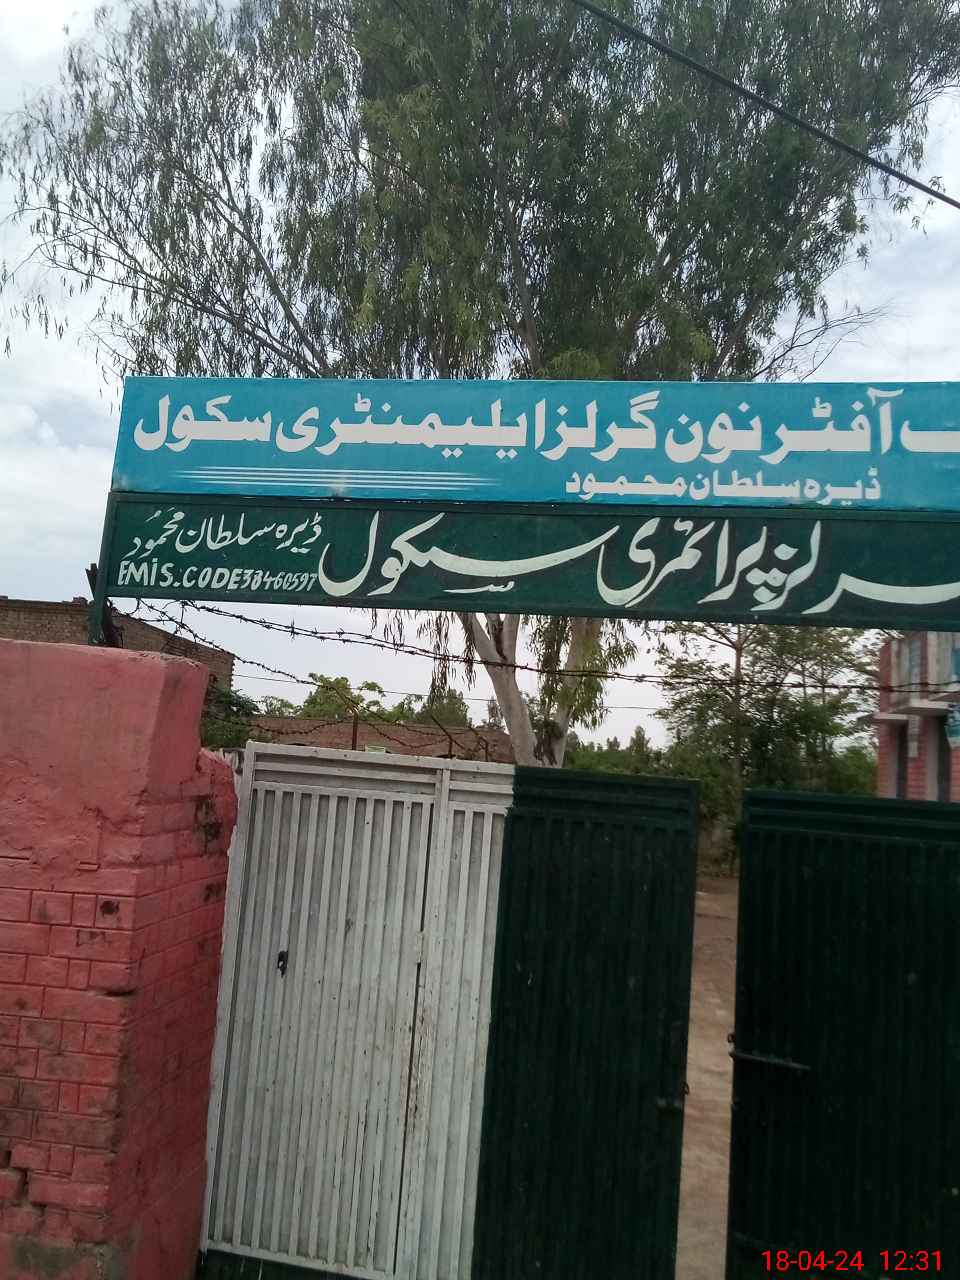 آفٹر نون گرلز ایلیمنٹری سکول
ڈیرہ سلطان محمود
پرائمری سکول
ڈیرہ سلطان محمود
EMIS.CODE38460597
18-04-24 12:31